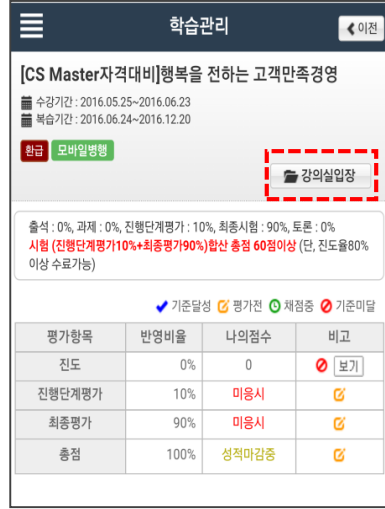 학습관리
이전
[CS Master자격대비]행복을 전하는 고객만족경영
수강기간 : 2016.05.25~2016.06.23
복습기간 : 2016.06.24~2016.12.20
환급 모바일병행
강의실입장
출석 : 0%, 과제 : 0%, 진행단계평가 : 10%, 최종시험 : 90%, 토론 : 0%
시험 (진행단계평가10%+최종평가90%)합산 총점 60점이상 (단, 진도율80%
이상 수료가능)
기준달성 평가전 채점중 기준미달
평가항목 반영비율 나의점수 비고
진도 0% 0 보기
진행단계평가 10% 미응시
최종평가 90% 미응시
총점 100% 성적마감중